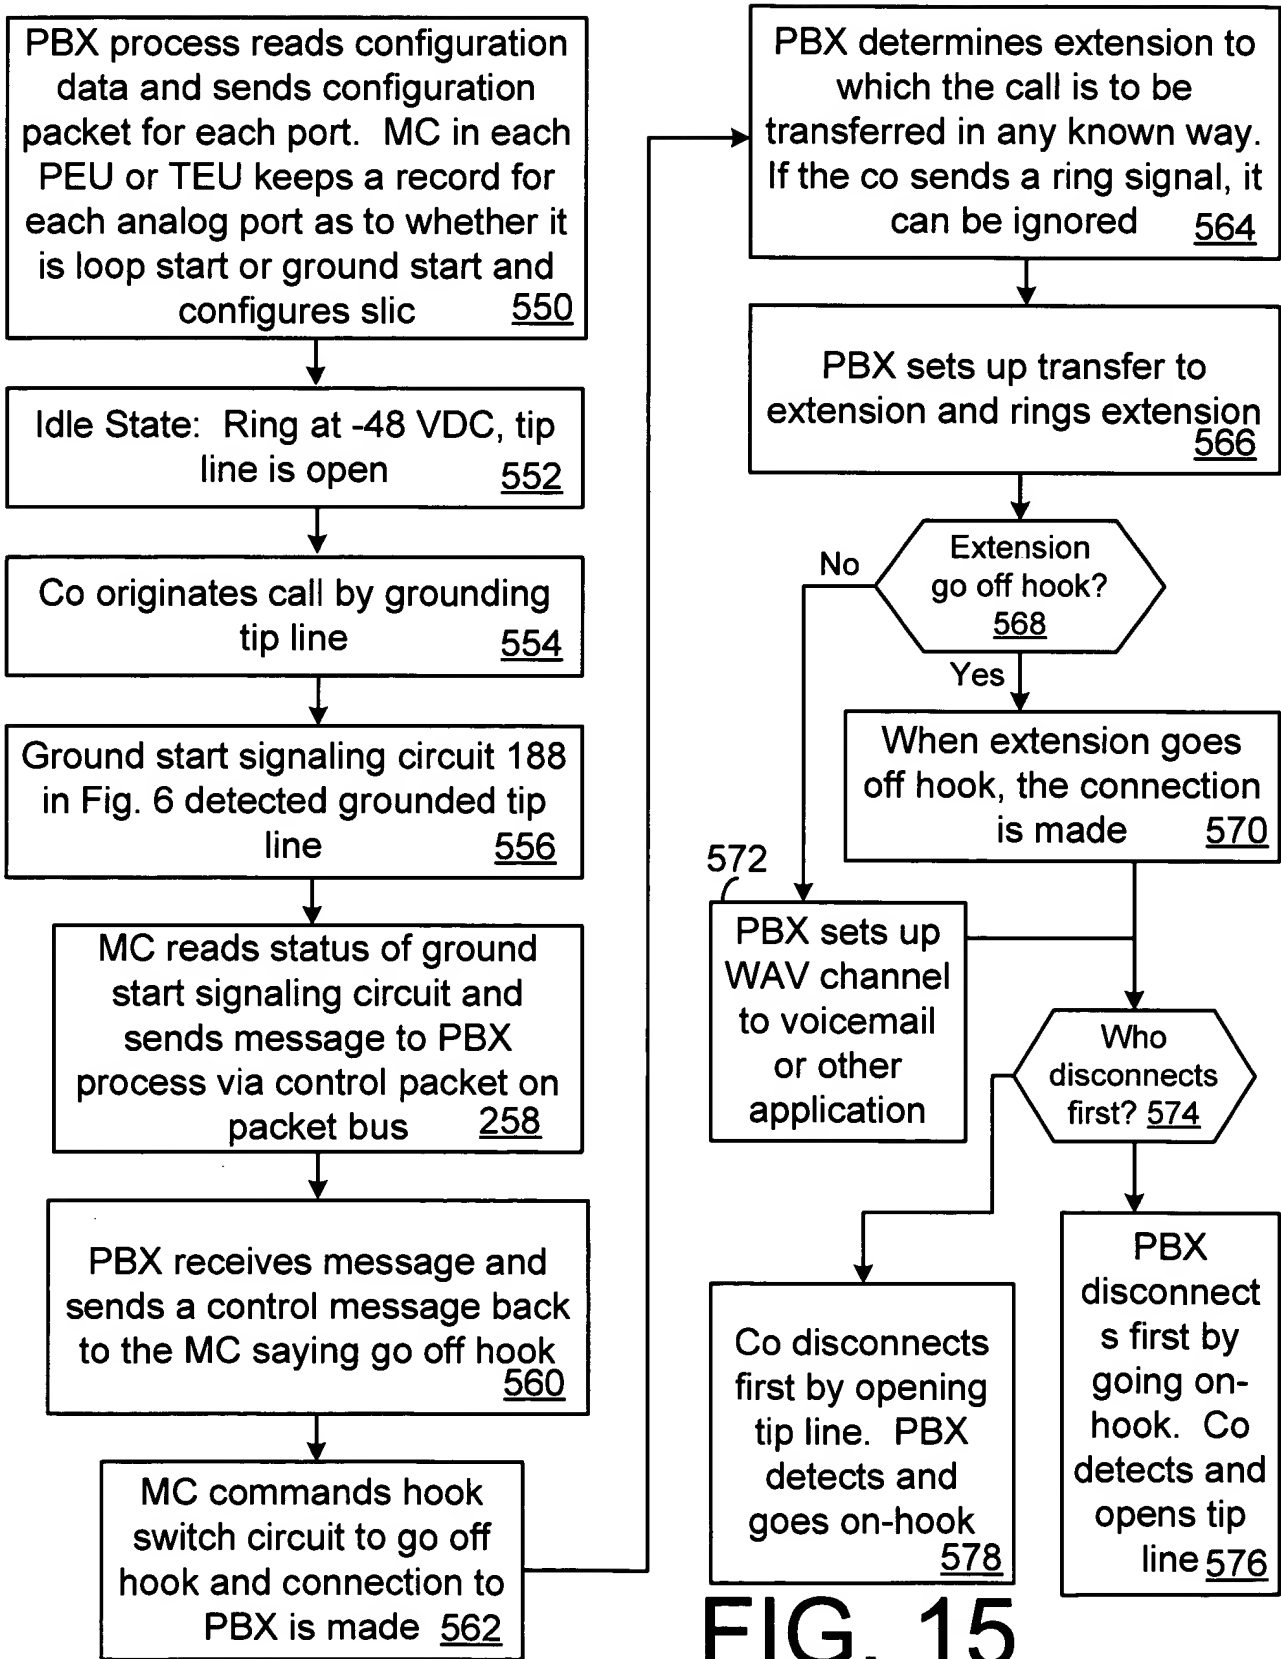 PBX process reads configuration
data and sends configuration
packet for each port.  MC in each
PEU or TEU keeps a record for
each analog port as to whether it
is loop start or ground start and
configures slic 550
Idle State:  Ring at -48 VDC, tip
line is open 552
Co originates call by grounding
tip line 554
Ground start signaling circuit 188
in Fig. 6 detected grounded tip
line 556
MC reads status of ground
start signaling circuit and
sends message to PBX
process via control packet on
packet bus 258
PBX receives message and
sends a control message back
to the MC saying go off hook
560
MC commands hook
switch circuit to go off
hook and connection to
PBX is made 562
PBX determines extension to
which the call is to be
transferred in any known way.
If the co sends a ring signal, it
can be ignored 564
PBX sets up transfer to
extension and rings extension
566
Extension
go off hook?
568
No
Yes
When extension goes
off hook, the connection
is made 570
572
PBX sets up
WAV channel
to voicemail
or other
application
Who
disconnects
first? 574
Co disconnects
first by opening
tip line.  PBX
detects and
goes on-hook
578
PBX
disconnect
s first by
going on-
hook.  Co
detects and
opens tip
line 576
FIG. 15